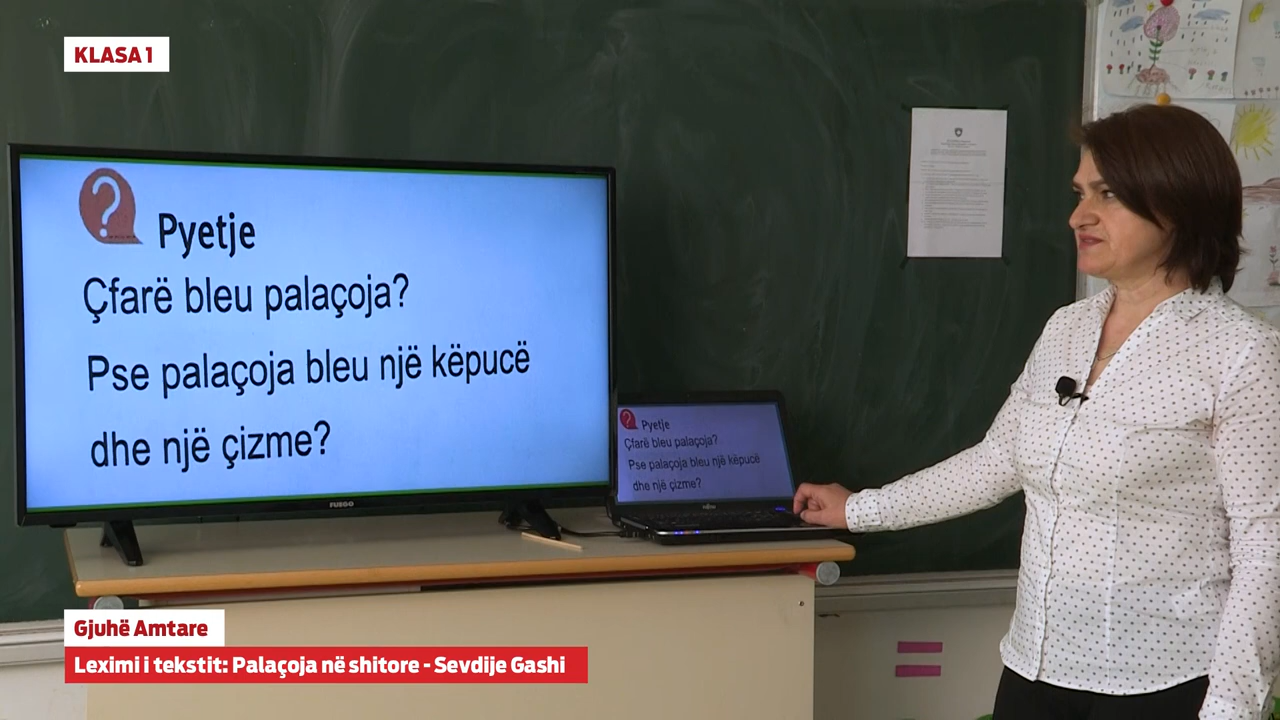 KLASA 1
Pyetje
Çfarë bleu palaçoja?
Pse palaçoja bleu një këpucë
dhe një çizme?
FUEGO
Pyetje
Çfarë bleu palaçoja?
Pse palaçoja bleu një këpucë
dhe një çizme?
Gjuhë Amtare
Leximi i tekstit: Palaçoja në shitore - Sevdije Gashi